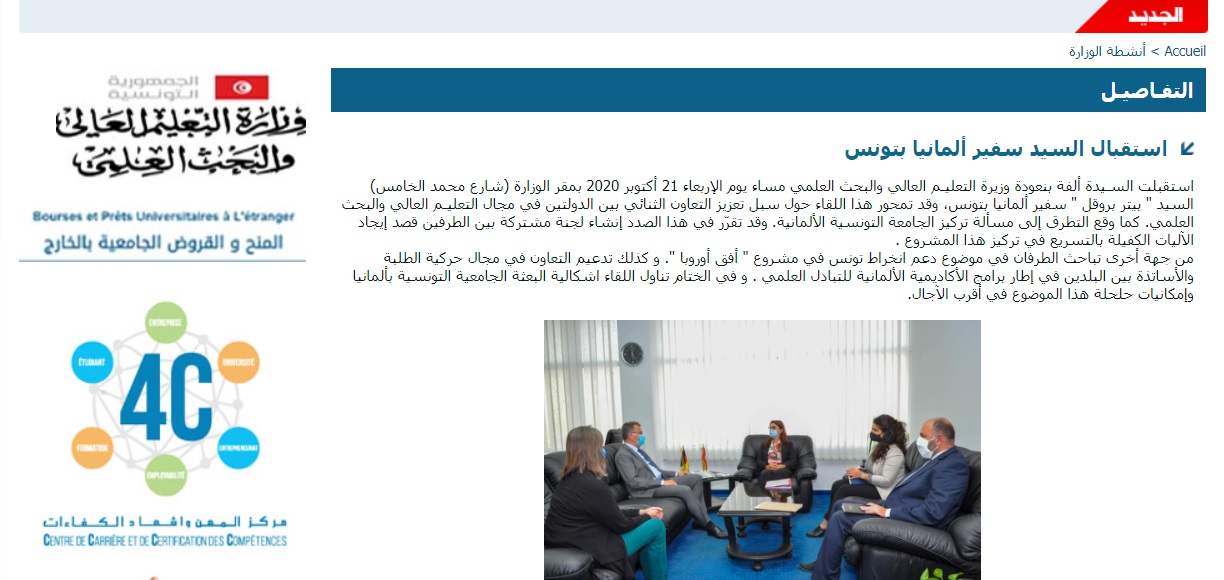 الجديد
Accueil > أنشطة الوزارة
التفـاصيـل
استقبال السيد سفير ألمانيا بتونس
استقبلت السـيدة ألفة بنعودة وزيرة التعليـم العالي والبحث العلمي مساء يوم الإربعاء 21 أكتوبر 2020 بمقر الوزارة (شارع محمد الخامس)
السيد " بيتر بروقل " سـفير ألمانيا بتونس، وقد تمحور هذا اللقاء حول سبل تعزيز التعاون الثنائي بين الدولتين في مجال التعليـم العالي والبحث
العلمي. كما وقع التطرق إلى مسألة تركيز الجامعة التونسية الألمانية. وقد تقرّر في هذا الصدد إنشاء لجنة مشتركة بين الطرفين قصد إيجاد
الآليات الكفيلة بالتسريع في تركيز هذا المشروع .
من جهة أخرى تباحث الطرفان في موضوع دعم انخراط تونس في مشروع " أفق أوروبا ". و كذلك تدعيم التعاون في مجال حركية الطلبة
والأساتذة بين البلدين في إطار برامج الأكاديمية الألمانية للتبادل العلمي . و في الختام تناول اللقاء اشكالية البعثة الجامعية التونسية بألمانيا
وإمكانيات حلحلة هذا الموضوع في أقرب الآجال.
الجمهورية
التونسية
وزارة التعليم العالي
والبحث العلمي
Bourses et Prêts Universitaires à L'étranger
المنح و القروض الجامعية بالخارج
ENTREPRISE
ÉTUDIANT
UNIVERSITÉ
4C
FORMATION
ENTREPRENEURIAT
EMPLOYABILITÉ
مركز المهن وإشهاد الكفاءات
CENTRE DE CARRIÈRE ET DE CERTIFICATION DES COMPÉTENCES